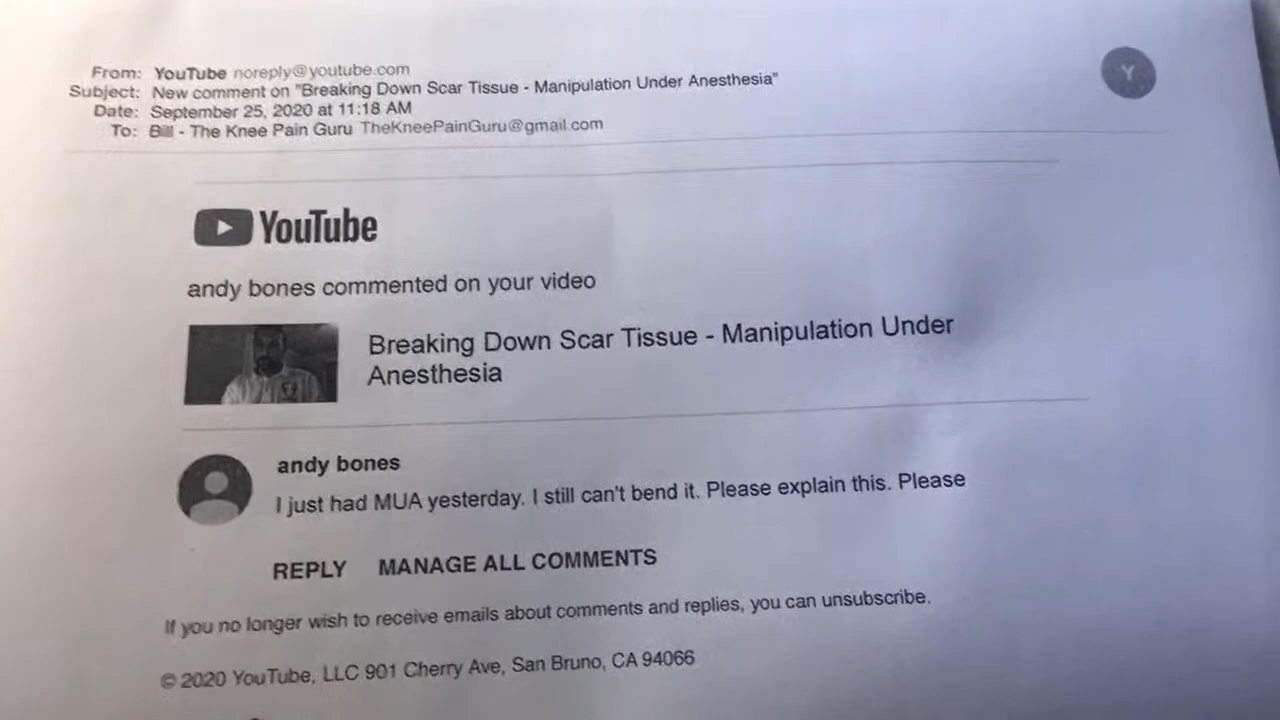 From: YouTube noreply@youtube.com
Y
Subject: New comment on "Breaking Down Scar Tissue - Manipulation Under Anesthesia"
Date: September 25, 2020 at 11:18 AM
To: Bill - The Knee Pain Guru TheKneePainGuru@gmail.com
YouTube
andy bones commented on your video
Breaking Down Scar Tissue - Manipulation Under
Anesthesia
andy bones
I just had MUA yesterday. I still can't bend it. Please explain this. Please
REPLY MANAGE ALL COMMENTS
If you no longer wish to receive emails about comments and replies, you can unsubscribe.
© 2020 YouTube, LLC 901 Cherry Ave, San Bruno, CA 94066